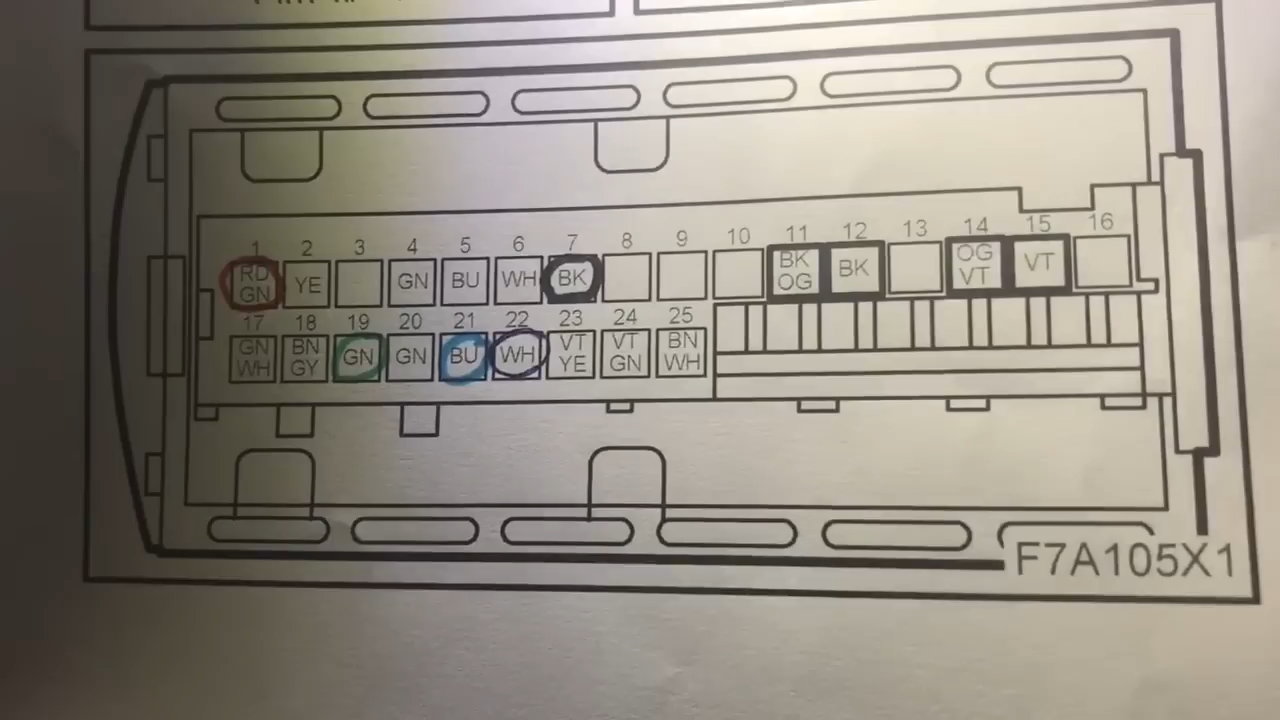 1 2 3 4 5 6 7 8 9 10 11 12 13 14 15 16
RD GN YE GN BU WH BK BK OG BK OG VT VT
17 18 19 20 21 22 23 24 25
GN WH BN GY GN GN BU WH VT YE VT GN BN WH
F7A105X1